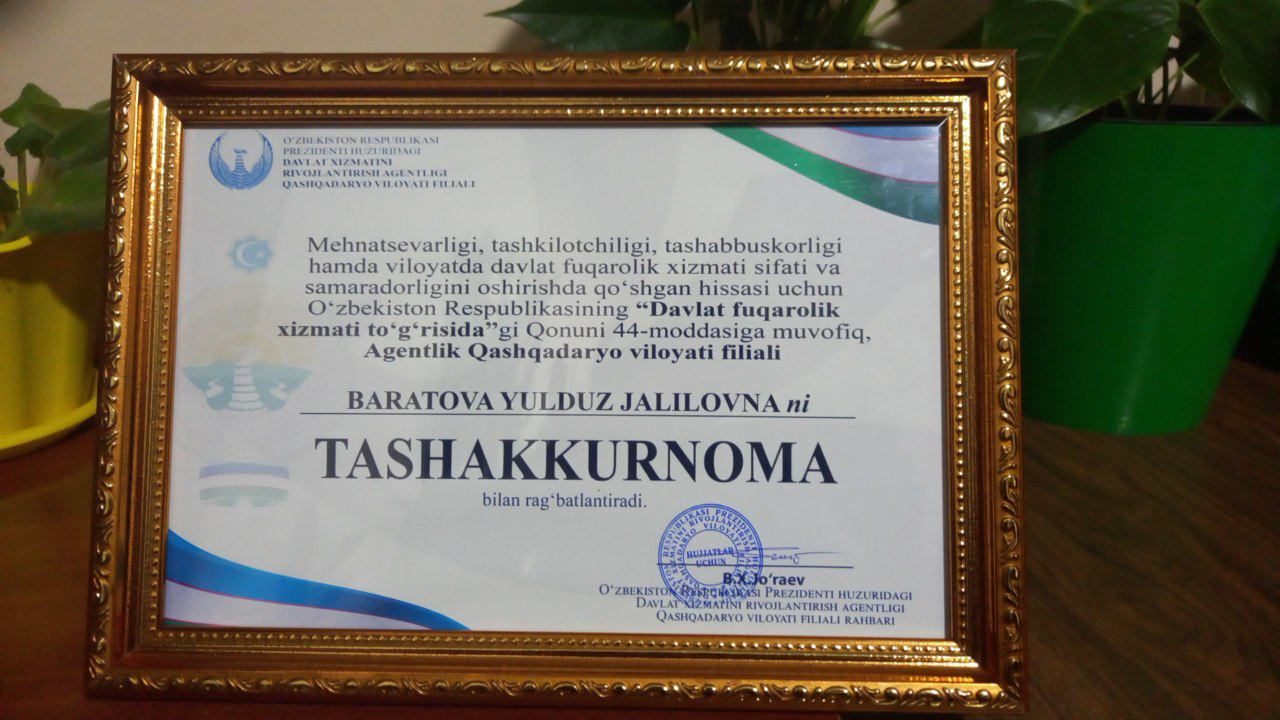 O'ZBEKISTON RESPUBLIKASI
PREZIDENTI HUZURIDAGI
DAVLAT XIZMATINI
RIVOJLANTIRISH AGENTLIGI
QASHQADARYO VILOYATI FILIALI
Mehnatsevarligi, tashkilotchiligi, tashabbuskorligi
hamda viloyatda davlat fuqarolik xizmati sifati va
samaradorligini oshirishda qo‘shgan hissasi uchun
O‘zbekiston Respublikasining “Davlat fuqarolik
xizmati to‘g‘risida”gi Qonuni 44-moddasiga muvofiq,
Agentlik Qashqadaryo viloyati filiali
BARATOVA YULDUZ JALILOVNA ni
TASHAKKURNOMA
bilan rag‘batlantiradi.
HUJJATLAR
UCHUN
B.X.Jo‘raev
O‘ZBEKISTON RESPUBLIKASI PREZIDENTI HUZURIDAGI
DAVLAT XIZMATINI RIVOJLANTIRISH AGENTLIGI
QASHQADARYO VILOYATI FILIALI RAHBARI